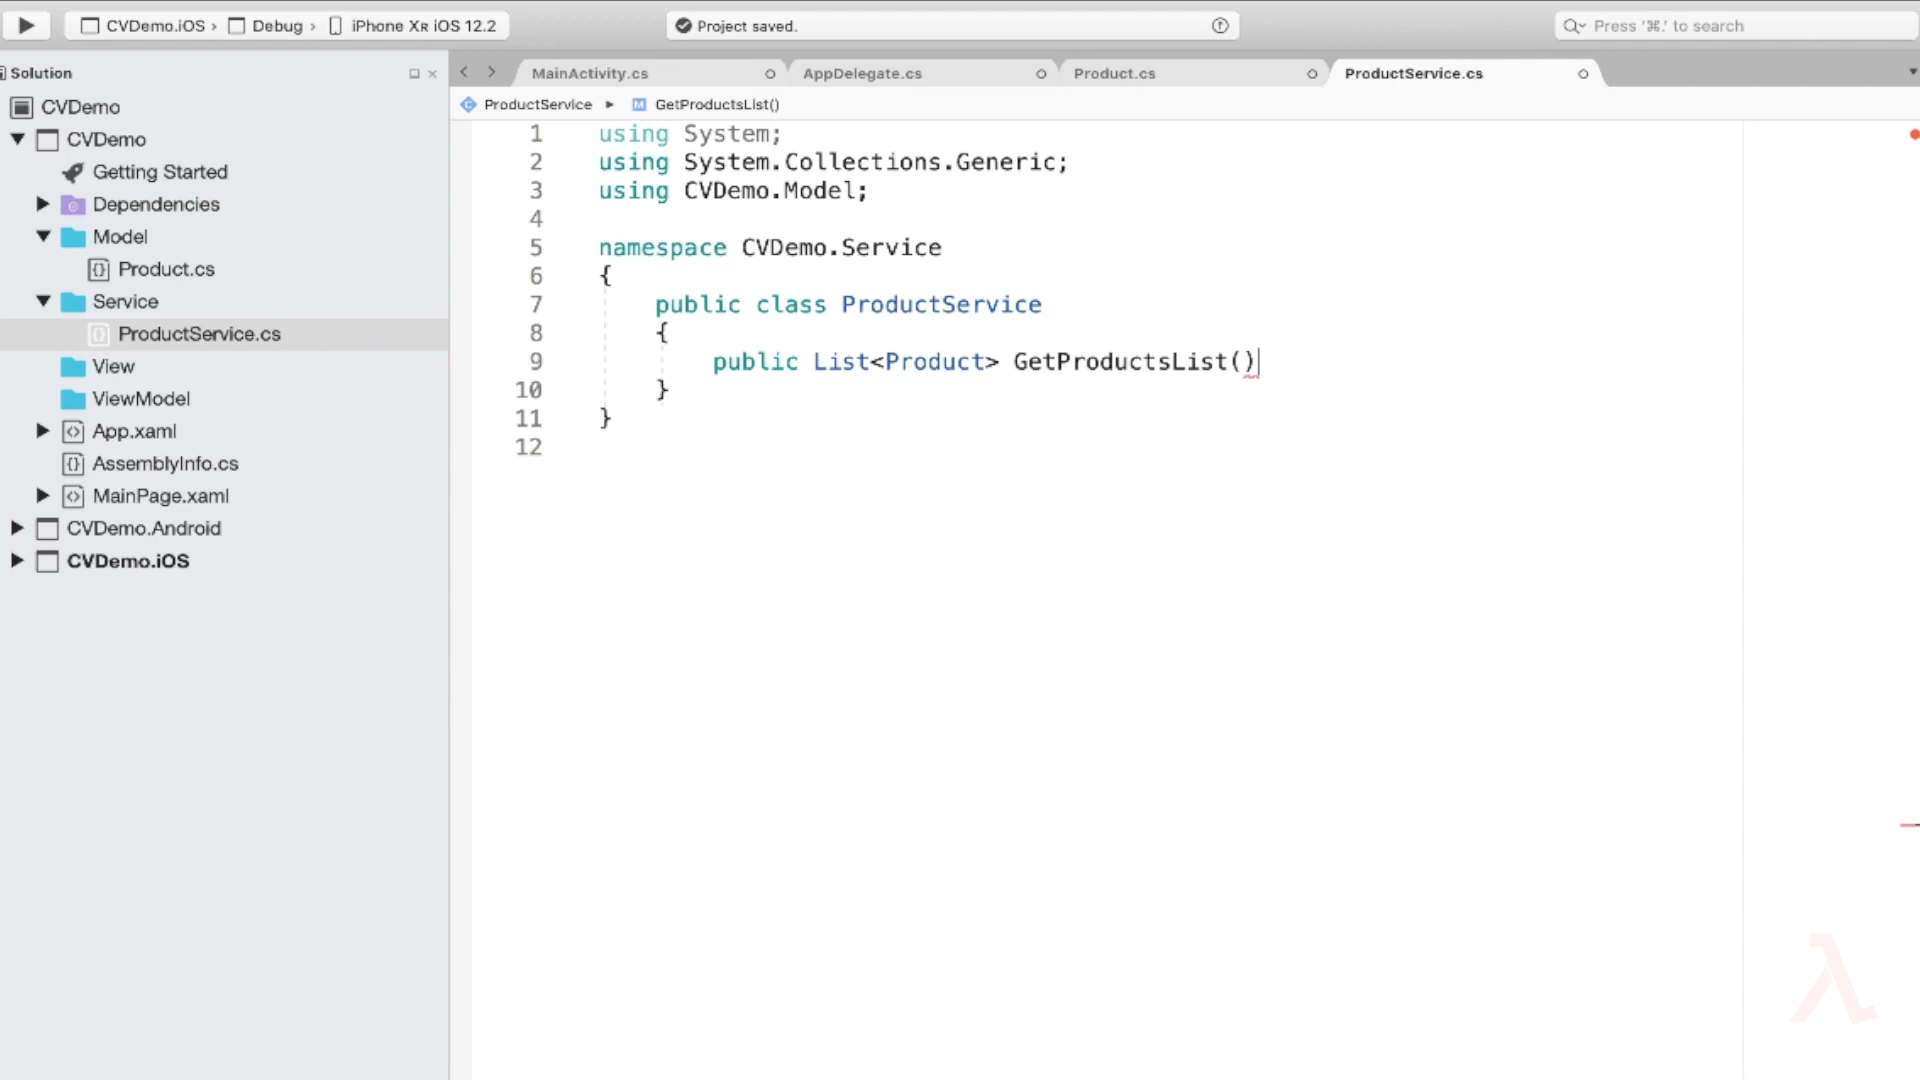 CVDemo.iOS › Debug › iPhone XR iOS 12.2
Project saved.
Press '⌘.' to search
Solution
MainActivity.cs
AppDelegate.cs
Product.cs
ProductService.cs
ProductService ▸ GetProductsList()
CVDemo
CVDemo
Getting Started
Dependencies
Model
Product.cs
Service
ProductService.cs
View
ViewModel
App.xaml
AssemblyInfo.cs
MainPage.xaml
CVDemo.Android
CVDemo.iOS
1 using System;
2 using System.Collections.Generic;
3 using CVDemo.Model;
4
5 namespace CVDemo.Service
6 {
7 public class ProductService
8 {
9 public List<Product> GetProductsList()
10 }
11 }
12
λ